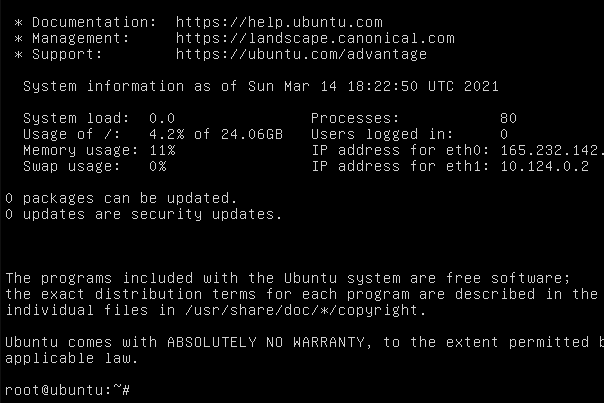 * Documentation:  https://help.ubuntu.com
* Management:     https://landscape.canonical.com
* Support:        https://ubuntu.com/advantage
System information as of Sun Mar 14 18:22:50 UTC 2021
System load:  0.0               Processes:             80
Usage of /:   4.2% of 24.06GB   Users logged in:       0
Memory usage: 11%               IP address for eth0: 165.232.142.
Swap usage:   0%                IP address for eth1: 10.124.0.2
0 packages can be updated.
0 updates are security updates.
The programs included with the Ubuntu system are free software;
the exact distribution terms for each program are described in the
individual files in /usr/share/doc/*/copyright.
Ubuntu comes with ABSOLUTELY NO WARRANTY, to the extent permitted
applicable law.
root@ubuntu:~#